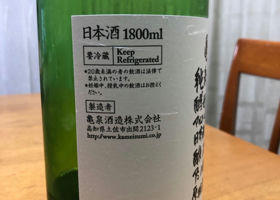 日本酒 1800ml
要冷蔵 Keep Refrigerated
*20歳未満の者の飲酒は法律で
禁止されています。
*妊娠中、授乳中の飲酒はお控えくだ
さい。
製造者
亀泉酒造株式会社
高知県土佐市出間2123-1
http://www.kameizumi.co.jp